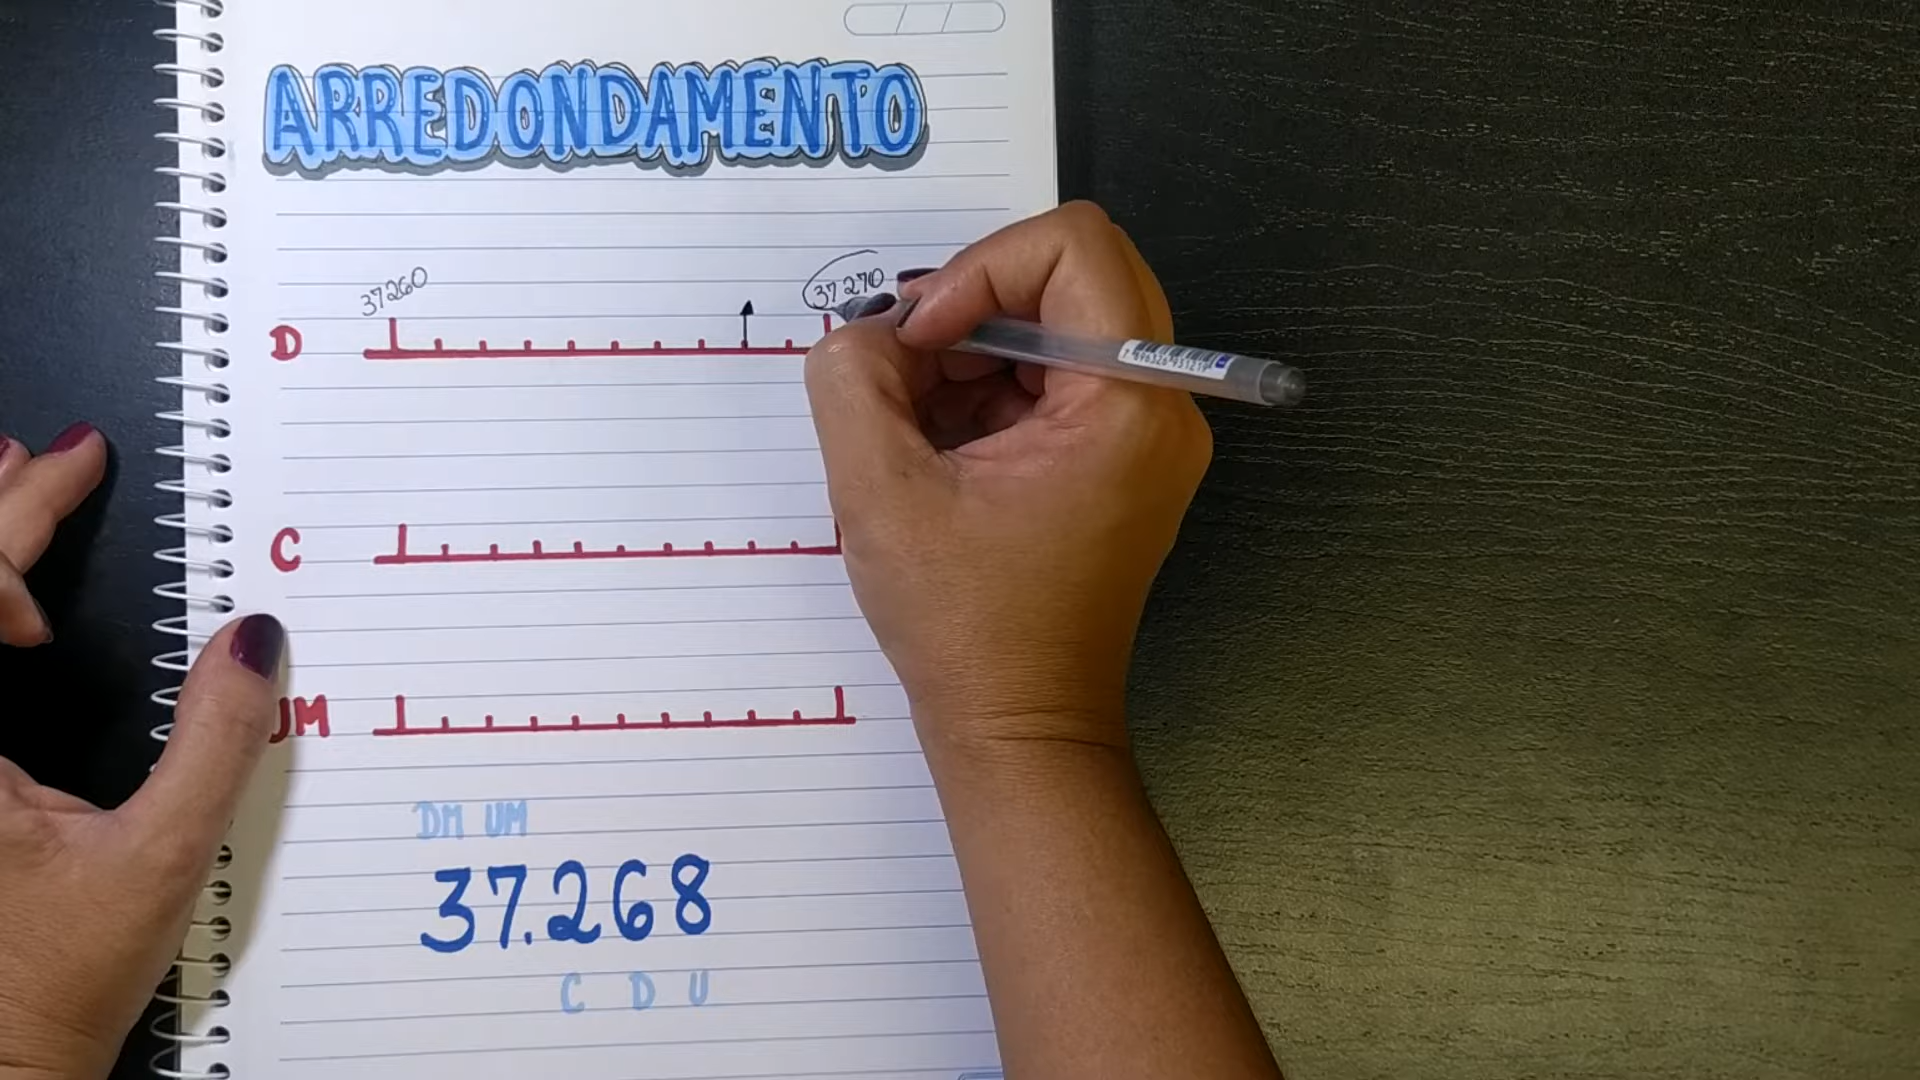 ARREDONDAMENTO
37260
37270
D
C
UM
DM UM
37.268
C D U